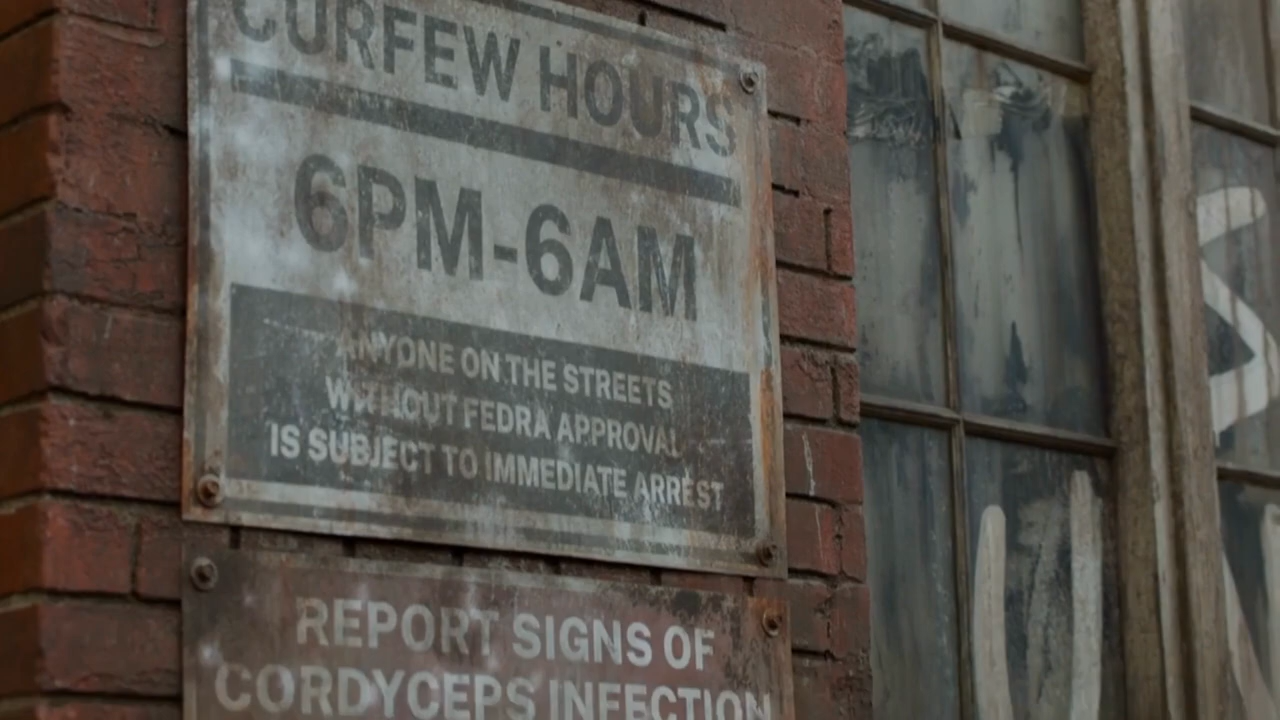 CURFEW HOURS
6PM-6AM
ANYONE ON THE STREETS
WITHOUT FEDRA APPROVAL
IS SUBJECT TO IMMEDIATE ARREST
REPORT SIGNS OF
CORDYCEPS INFECTION